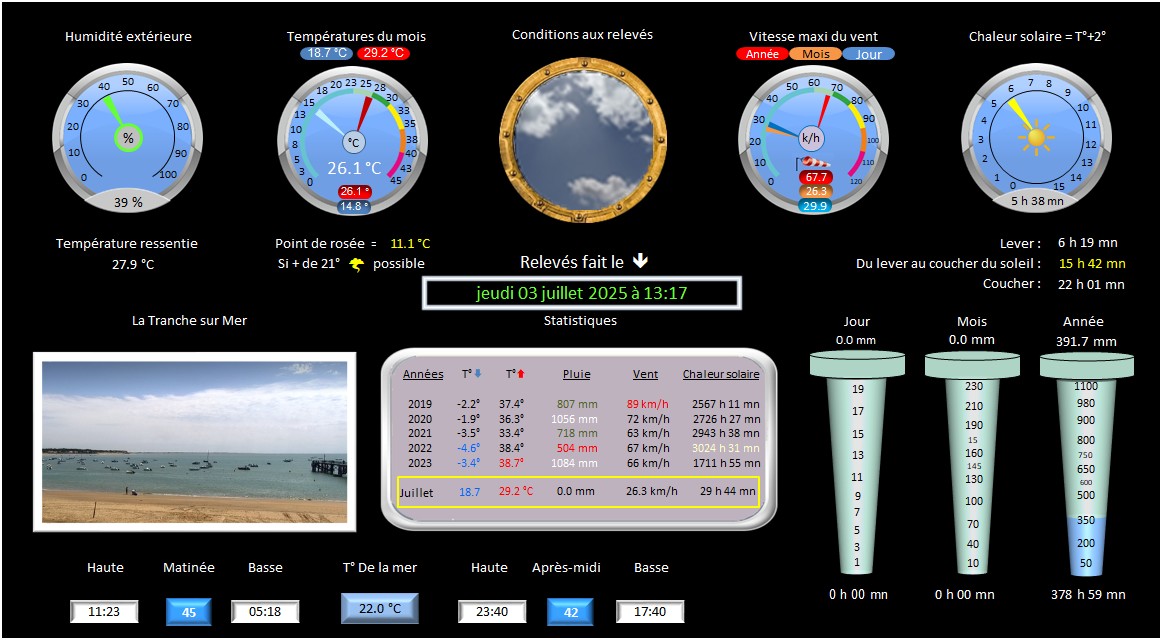 Humidité extérieure
Températures du mois
18.7 °C 29.2 °C
Conditions aux relevés
Vitesse maxi du vent
Année Mois Jour
Chaleur solaire = T°+2°
0 10 20 30 40 50 60 70 80 90 100
%
39 %
0 3 5 8 10 13 15 18 20 23 25 28 30 33 35 38 40 43 45
°C
26.1 °C
26.1 °
14.8 °
0 10 20 30 40 50 60 70 80 90 100 110 120
k/h
67.7
26.3
29.9
0 1 2 3 4 5 6 7 8 9 10 11 12 13 14 15
5 h 38 mn
Température ressentie
27.9 °C
Point de rosée = 11.1 °C
Si + de 21° possible
Relevés fait le
jeudi 03 juillet 2025 à 13:17
Lever : 6 h 19 mn
Du lever au coucher du soleil : 15 h 42 mn
Coucher : 22 h 01 mn
La Tranche sur Mer
Statistiques
Années T° T° Pluie Vent Chaleur solaire
2019 -2.2° 37.4° 807 mm 89 km/h 2567 h 11 mn
2020 -1.9° 36.3° 1056 mm 72 km/h 2726 h 27 mn
2021 -3.5° 33.4° 718 mm 63 km/h 2943 h 38 mn
2022 -4.6° 38.4° 504 mm 67 km/h 3024 h 31 mn
2023 -3.4° 38.7° 1084 mm 66 km/h 1711 h 55 mn
Juillet 18.7 29.2 °C 0.0 mm 26.3 km/h 29 h 44 mn
Jour
0.0 mm
19
17
15
13
11
9
7
5
3
1
0 h 00 mn
Mois
0.0 mm
230
210
190
15
160
145
130
100
70
40
10
0 h 00 mn
Année
391.7 mm
1100
980
900
800
750
650
600
500
350
200
50
378 h 59 mn
Haute Matinée Basse
11:23 45 05:18
T° De la mer
22.0 °C
Haute Après-midi Basse
23:40 42 17:40